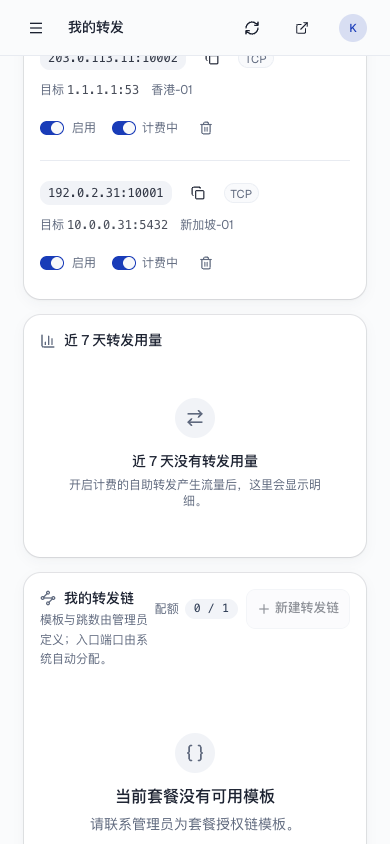 我的转发
K
203.0.113.11:10002 TCP
目标 1.1.1.1:53 香港-01
启用 计费中
192.0.2.31:10001 TCP
目标 10.0.0.31:5432 新加坡-01
启用 计费中
近 7 天转发用量
近 7 天没有转发用量
开启计费的自助转发产生流量后，这里会显示明
细。
我的转发链
模板与跳数由管理员
定义；入口端口由系
统自动分配。
配额 0 / 1
新建转发链
当前套餐没有可用模板
请联系管理员为套餐授权链模板。